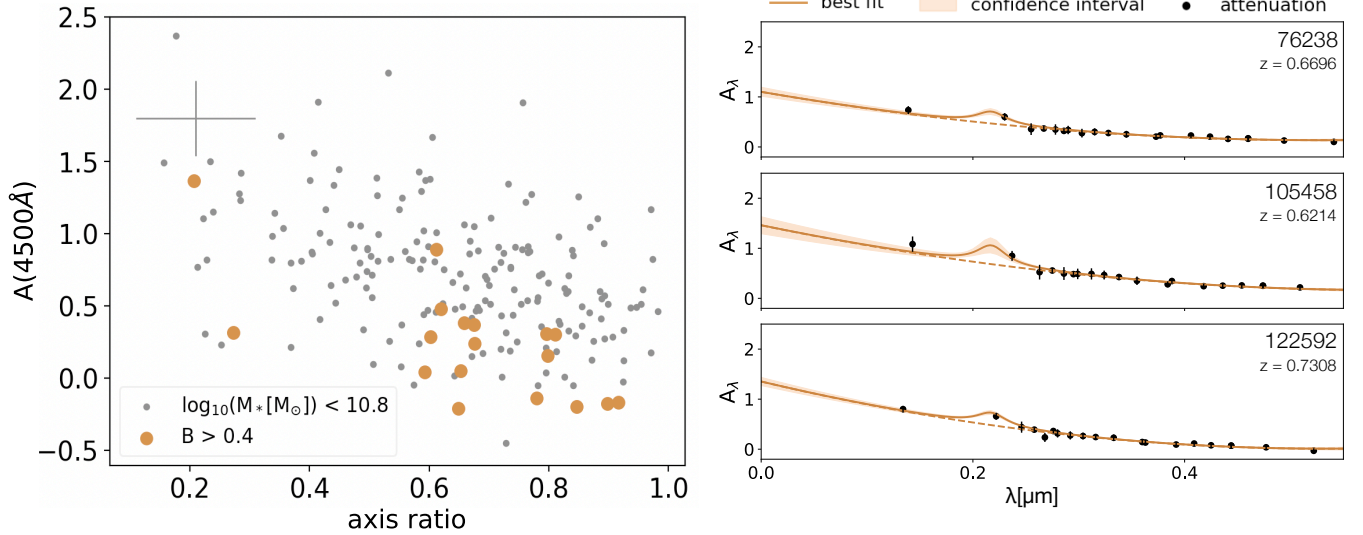 2.5
2.0
1.5
1.0
0.5
0.0
−0.5
A(4500Å)
log₁₀(M*[M⊙]) < 10.8
B > 0.4
0.2 0.4 0.6 0.8 1.0
axis ratio
best fit confidence interval attenuation
76238
z = 0.6696
2
1
0
Aλ
105458
z = 0.6214
2
1
0
Aλ
122592
z = 0.7308
2
1
0
Aλ
0.0 0.2 0.4
λ[μm]